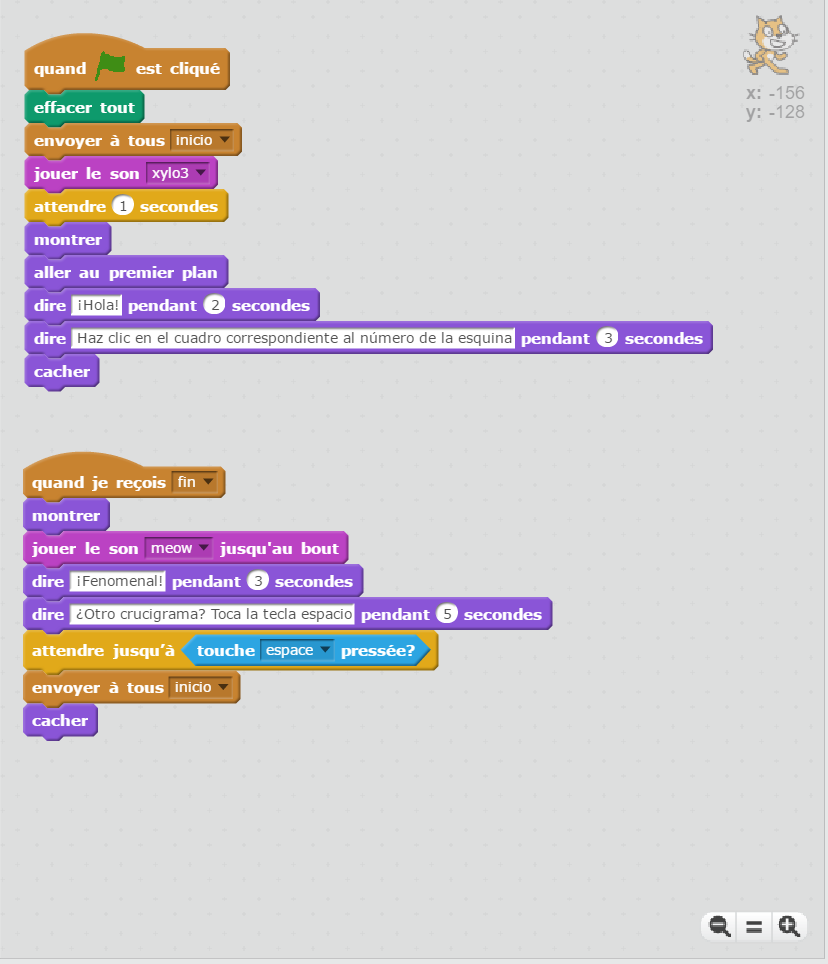 quand est cliqué
effacer tout
envoyer à tous inicio
jouer le son xylo3
attendre 1 secondes
montrer
aller au premier plan
dire ¡Hola! pendant 2 secondes
dire Haz clic en el cuadro correspondiente al número de la esquina pendant 3 secondes
cacher
x: -156
y: -128
quand je reçois fin
montrer
jouer le son meow jusqu'au bout
dire ¡Fenomenal! pendant 3 secondes
dire ¿Otro crucigrama? Toca la tecla espacio pendant 5 secondes
attendre jusqu'à touche espace pressée?
envoyer à tous inicio
cacher